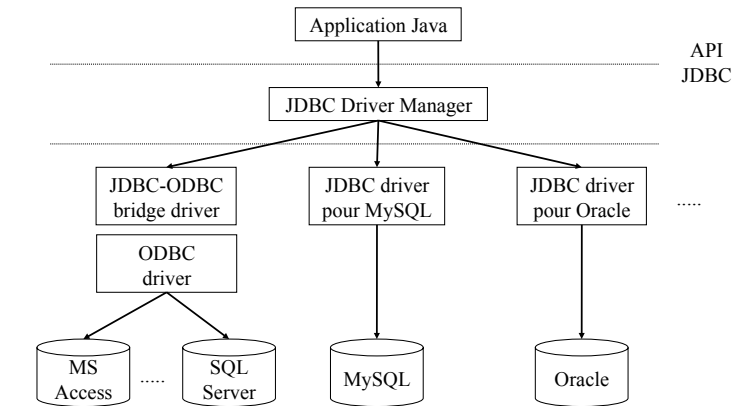 Application Java
API
JDBC
JDBC Driver Manager
JDBC-ODBC
bridge driver
JDBC driver
pour MySQL
JDBC driver
pour Oracle
.....
ODBC
driver
MS
Access
.....
SQL
Server
MySQL
Oracle